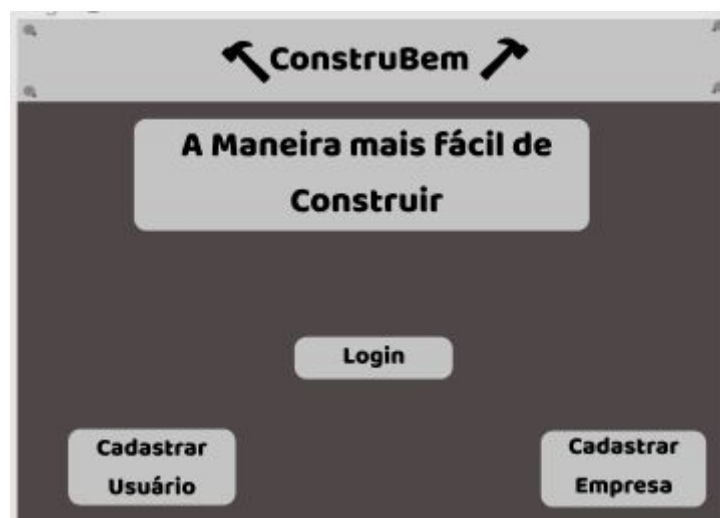 ConstruBem
A Maneira mais fácil de
Construir
Login
Cadastrar
Usuário
Cadastrar
Empresa